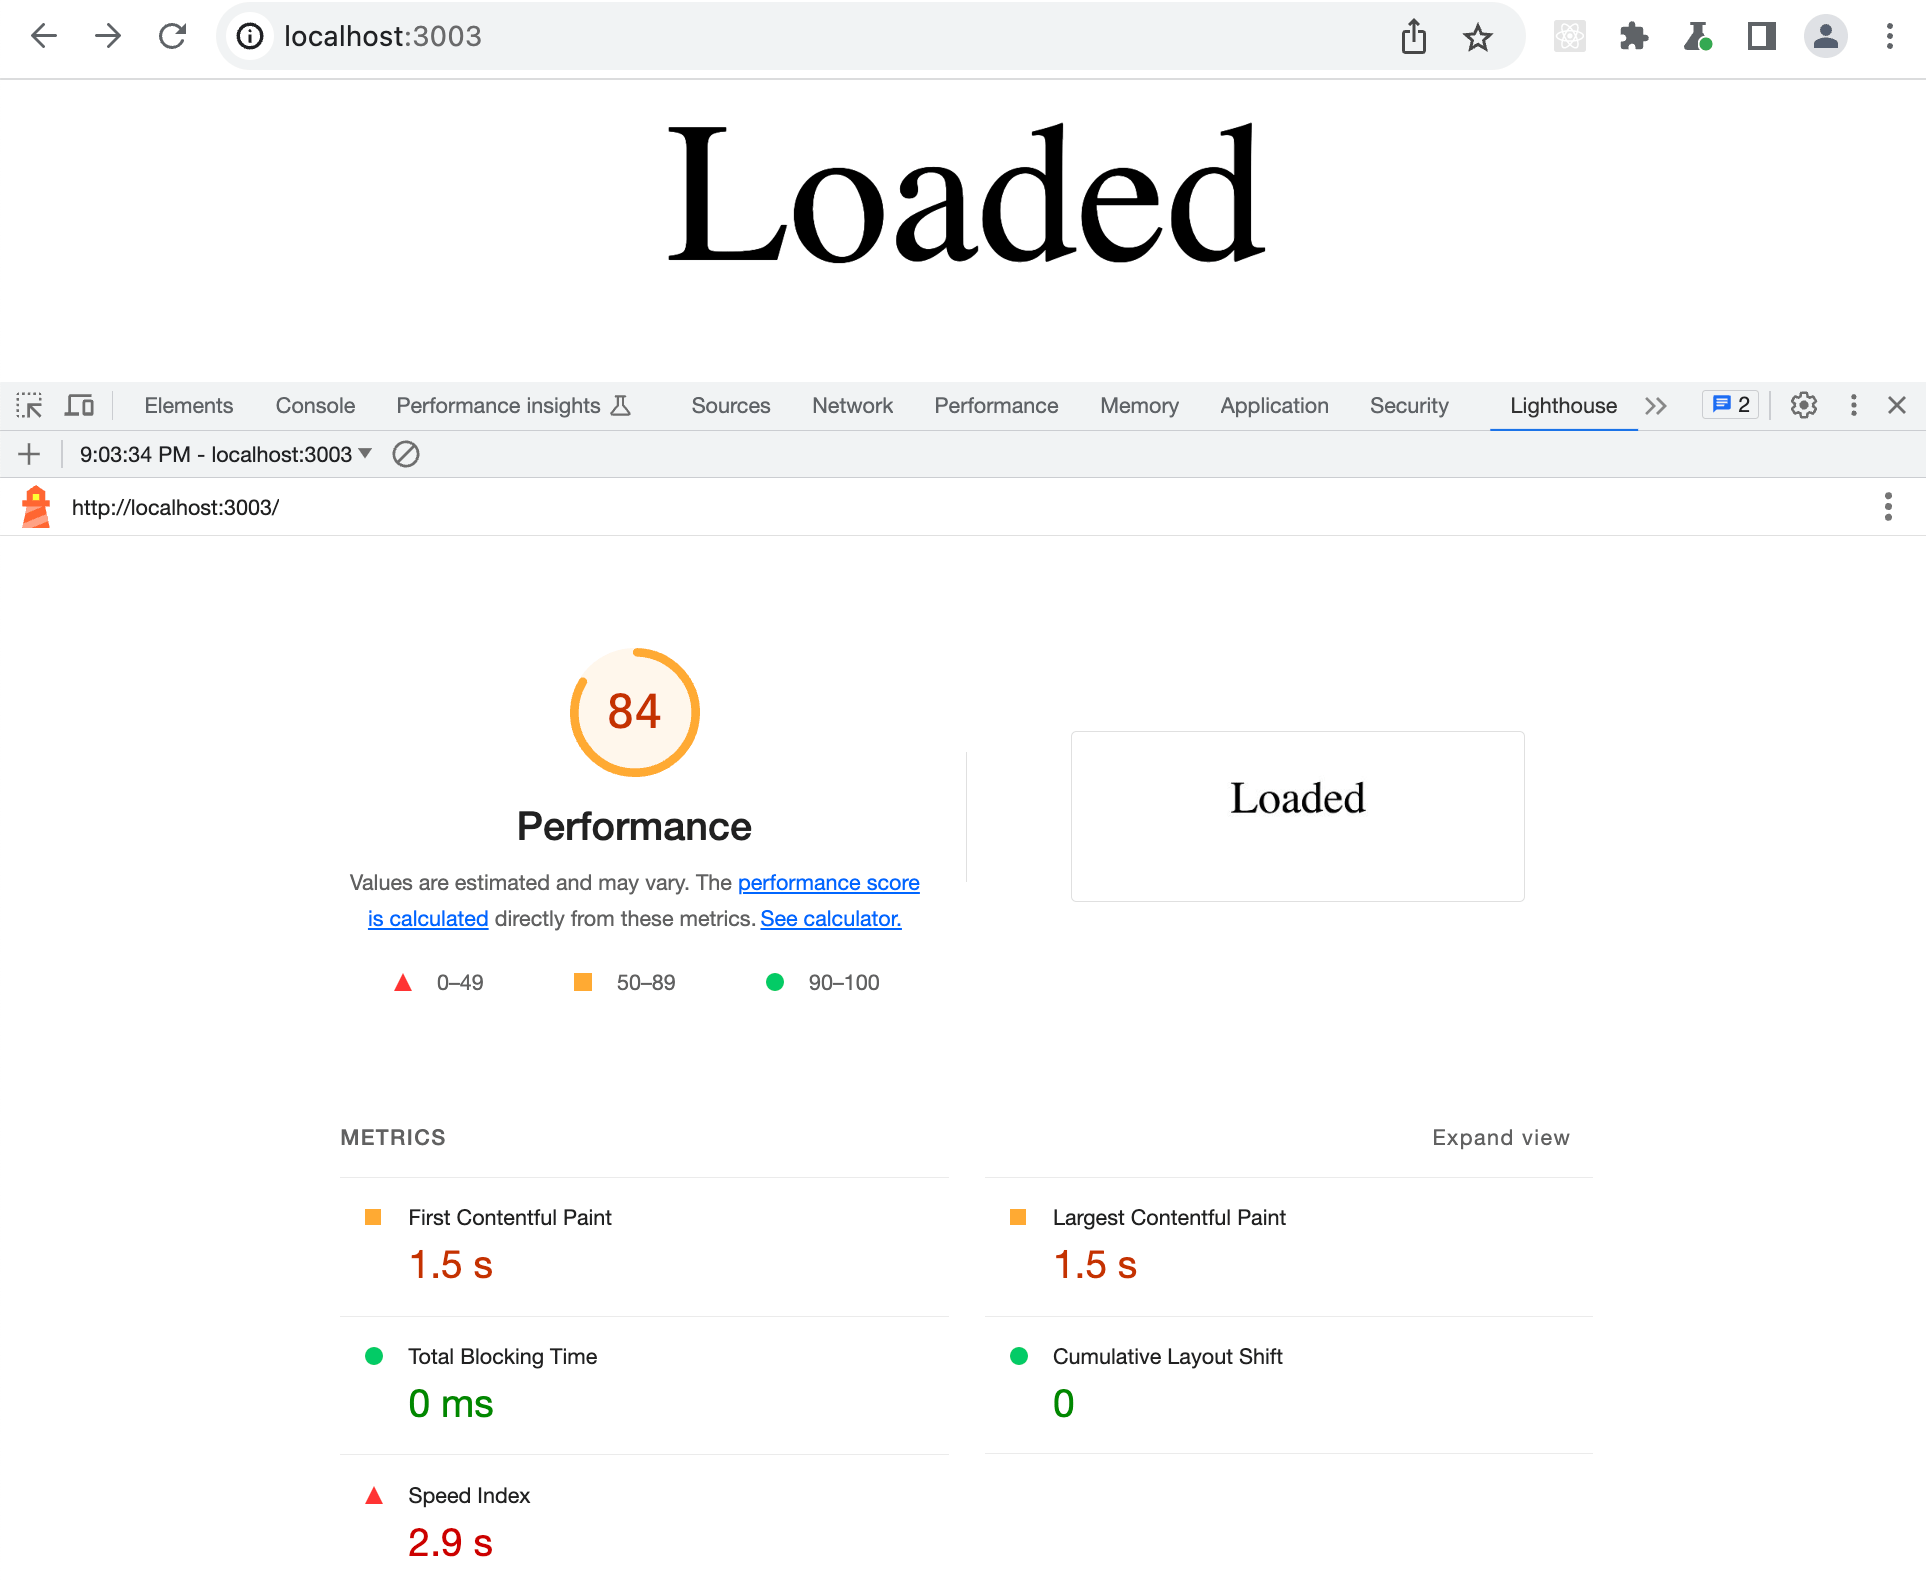 localhost:3003
Loaded
Elements Console Performance insights Sources Network Performance Memory Application Security Lighthouse 2
9:03:34 PM - localhost:3003
http://localhost:3003/
84
Performance
Values are estimated and may vary. The performance score
is calculated directly from these metrics. See calculator.
0–49 50–89 90–100
Loaded
METRICS Expand view
First Contentful Paint
1.5 s
Largest Contentful Paint
1.5 s
Total Blocking Time
0 ms
Cumulative Layout Shift
0
Speed Index
2.9 s